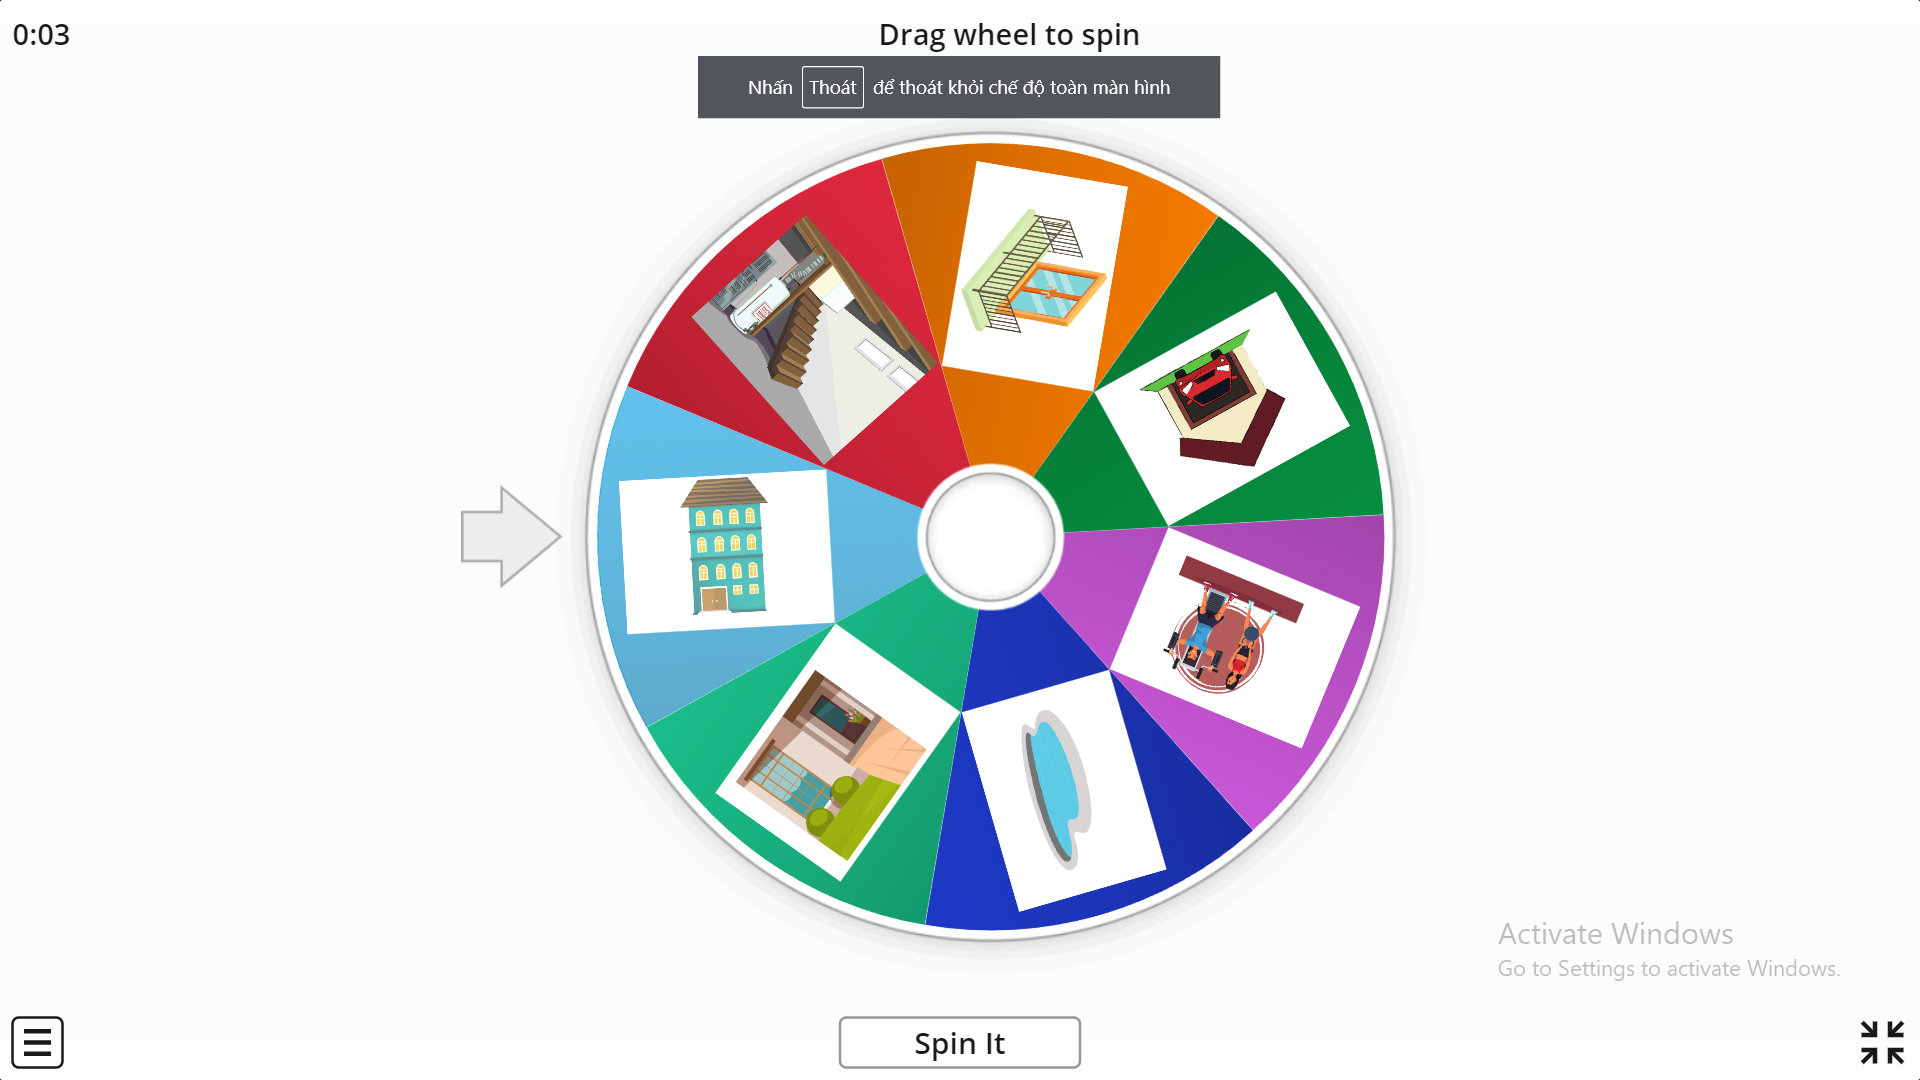 0:03
Drag wheel to spin
Nhấn Thoát để thoát khỏi chế độ toàn màn hình
Activate Windows
Go to Settings to activate Windows.
Spin It